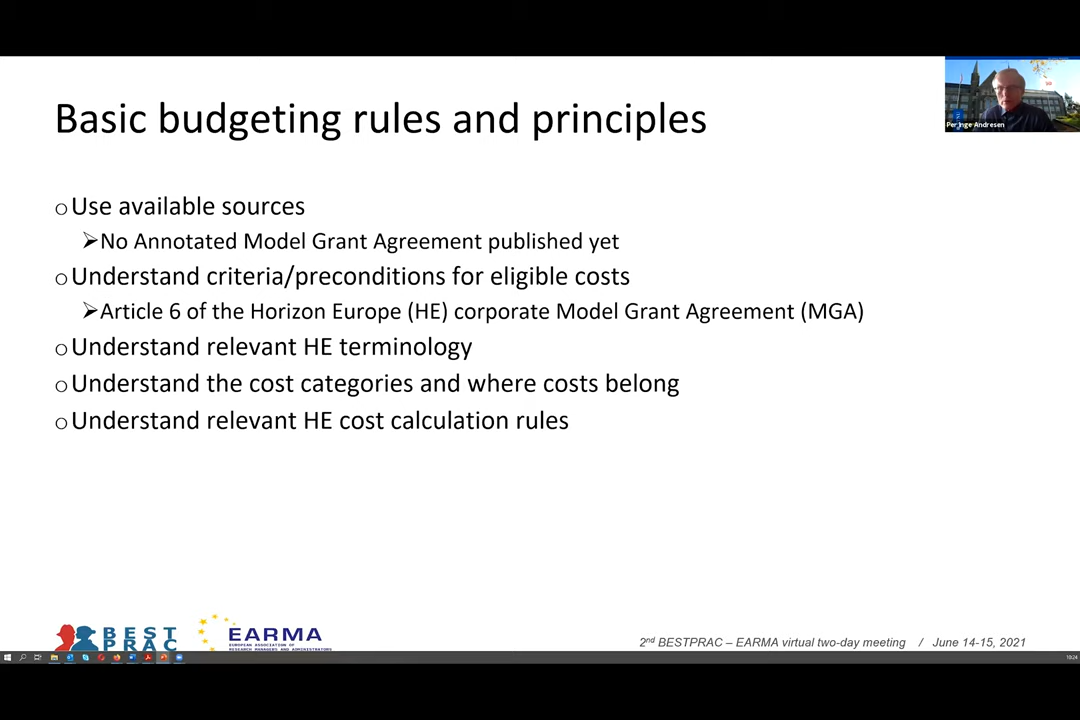 Basic budgeting rules and principles
Per Inge Andresen
o Use available sources
➢No Annotated Model Grant Agreement published yet
o Understand criteria/preconditions for eligible costs
➢Article 6 of the Horizon Europe (HE) corporate Model Grant Agreement (MGA)
o Understand relevant HE terminology
o Understand the cost categories and where costs belong
o Understand relevant HE cost calculation rules
BEST
PRAC
EARMA
EUROPEAN ASSOCIATION OF
RESEARCH MANAGERS AND ADMINISTRATORS
2nd BESTPRAC – EARMA virtual two-day meeting / June 14-15, 2021
10:24